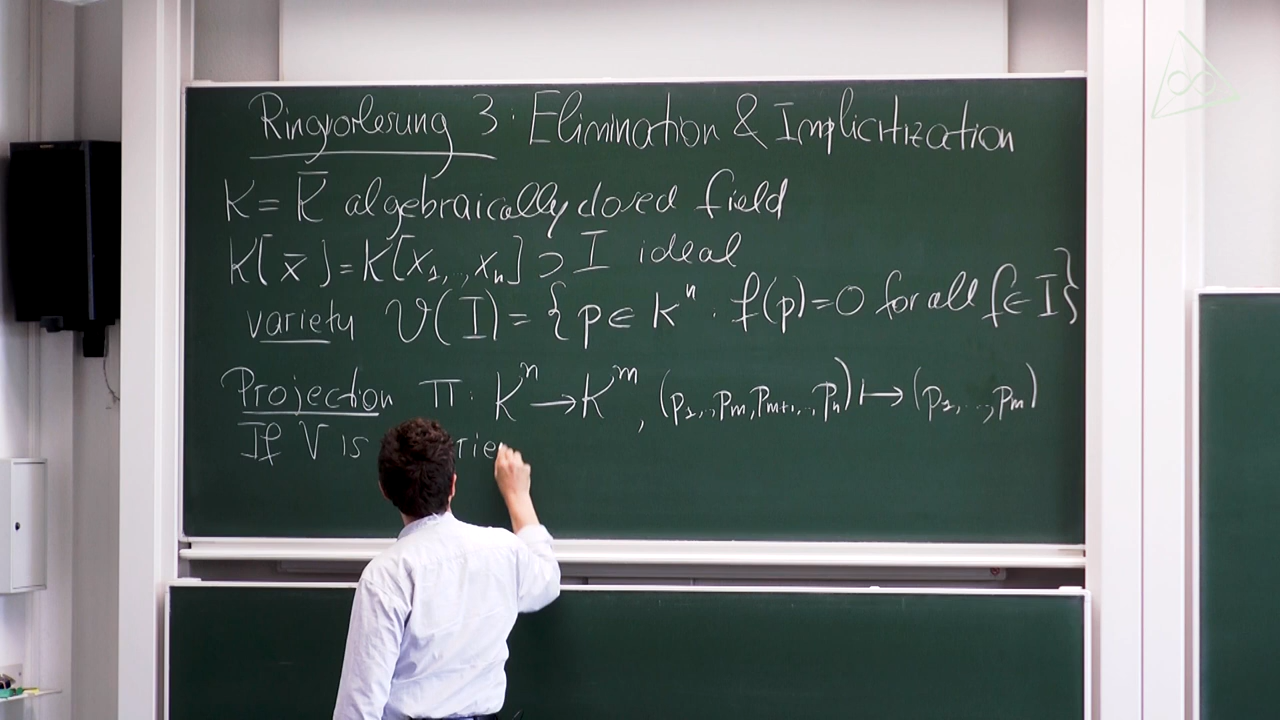 Ringvorlesung 3: Elimination & Implicitization
K = K̅ algebraically closed field
K[x̄] = K[x₁,..,xₙ] ⊃ I ideal
variety V(I) = {p ∈ Kⁿ : f(p) = 0 for all f ∈ I}
Projection π: Kⁿ → Kᵐ, (p₁,..,pₘ,pₘ₊₁,..,pₙ) ↦ (p₁,..,pₘ)
If V is